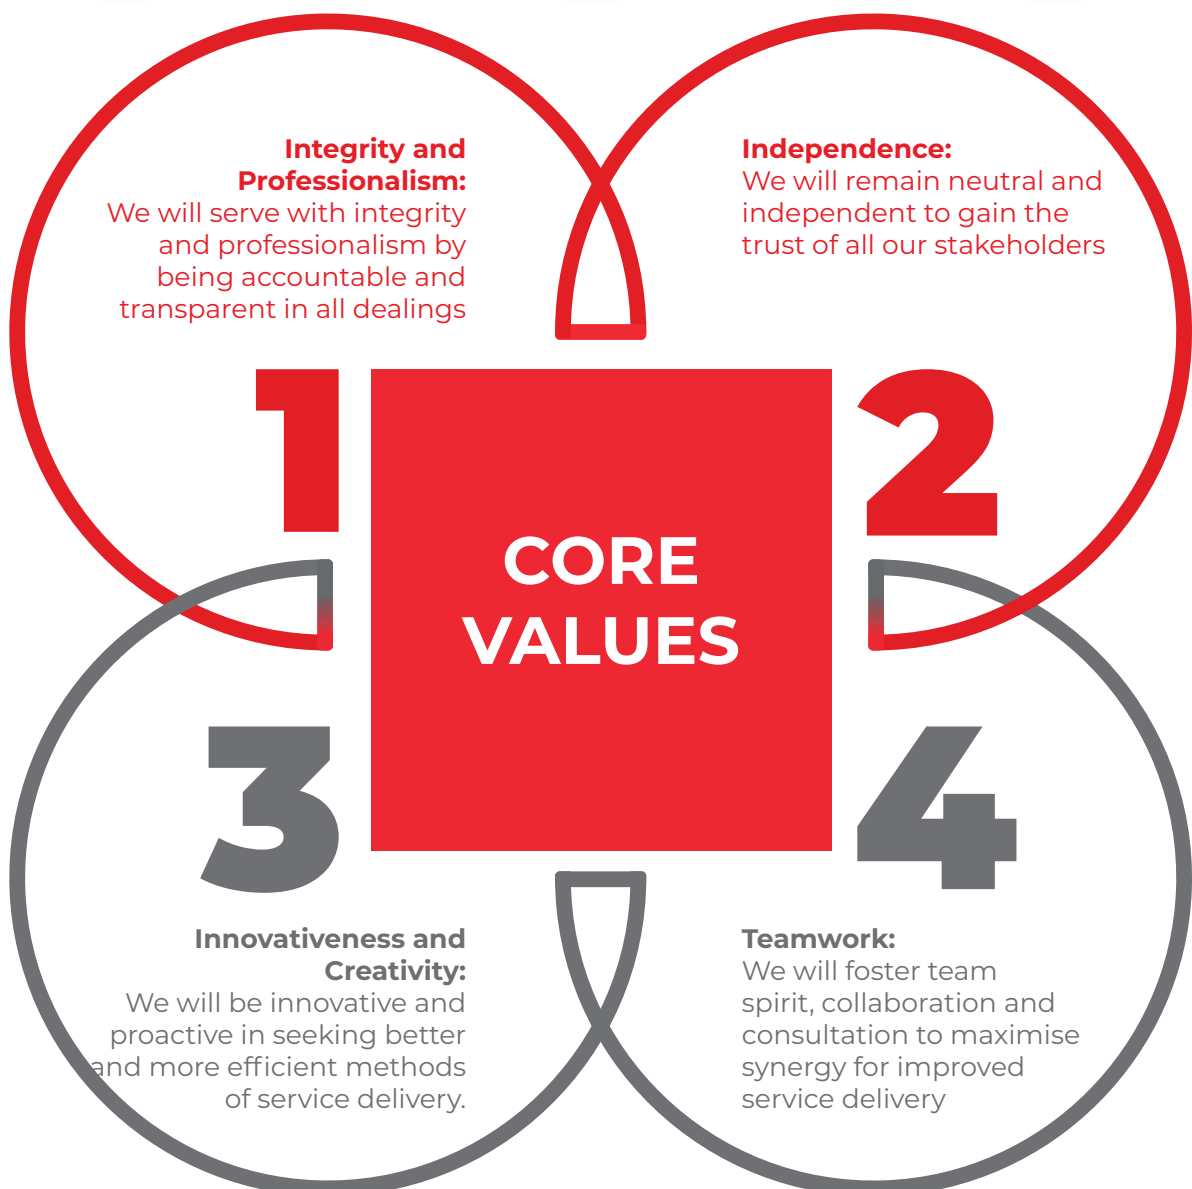 Integrity and
Professionalism:
We will serve with integrity
and professionalism by
being accountable and
transparent in all dealings
1
Independence:
We will remain neutral and
independent to gain the
trust of all our stakeholders
2
CORE
VALUES
3
Innovativeness and
Creativity:
We will be innovative and
proactive in seeking better
and more efficient methods
of service delivery.
4
Teamwork:
We will foster team
spirit, collaboration and
consultation to maximise
synergy for improved
service delivery